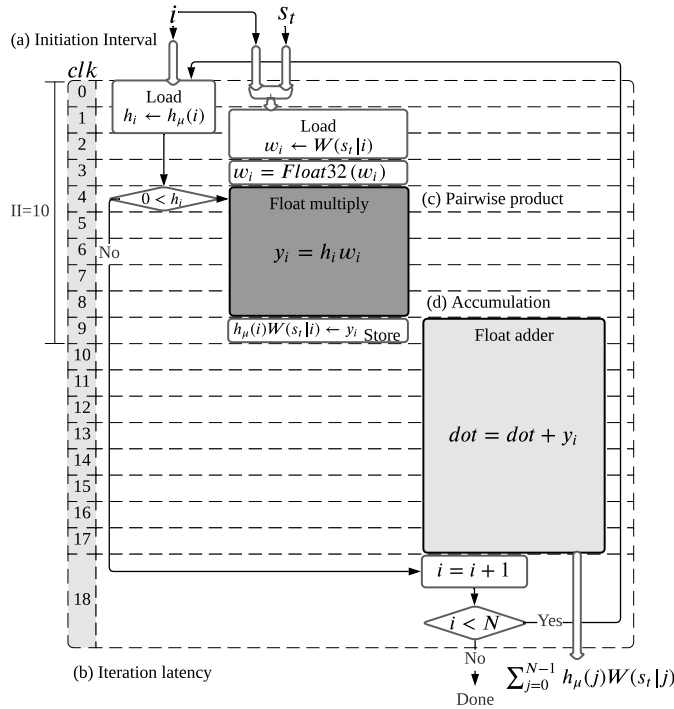 i
s_t
(a) Initiation Interval
clk
0
Load
h_i ← h_μ(i)
1
Load
2
w_i ← W(s_t|i)
3
w_i = Float32 (w_i)
4
0 < h_i
Float multiply
(c) Pairwise product
II=10
5
No
6
y_i = h_i w_i
7
8
(d) Accumulation
9
h_μ(i)W(s_t|i) ← y_i Store
Float adder
10
11
12
13
dot = dot + y_i
14
15
16
17
i = i + 1
18
i < N
Yes
No
(b) Iteration latency
∑_{j=0}^{N−1} h_μ(j)W(s_t|j)
Done